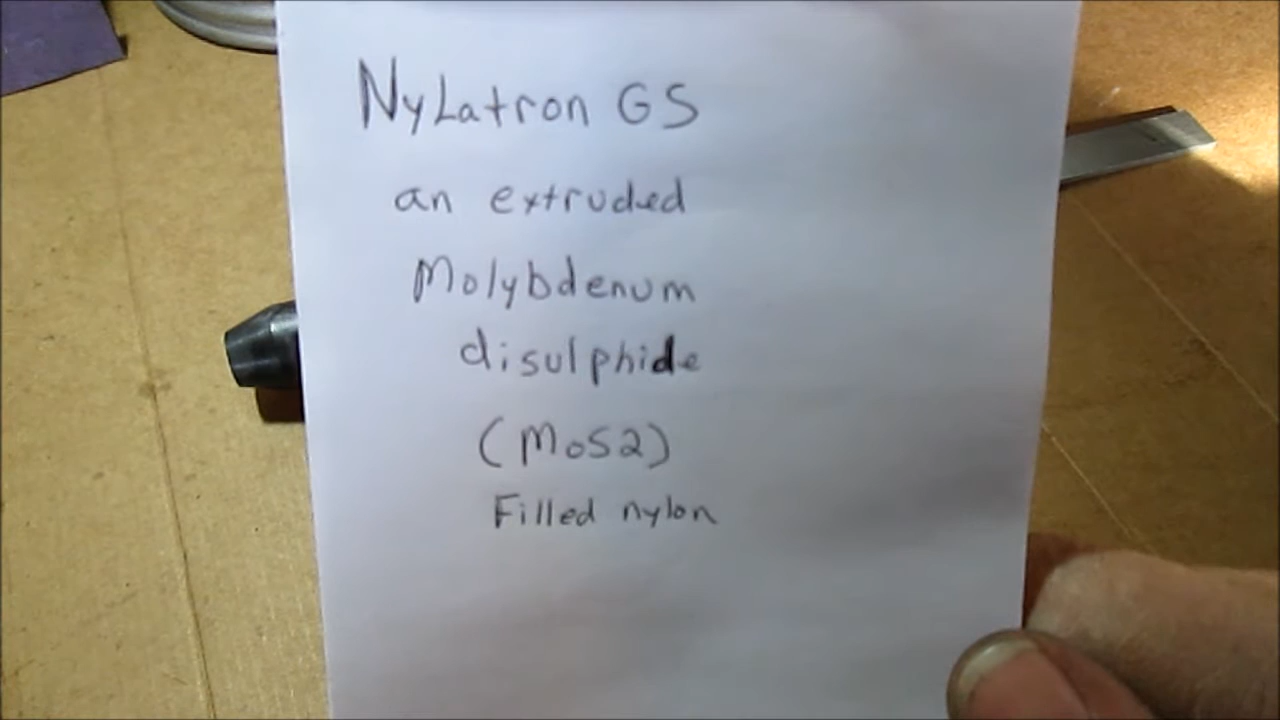 NyLatron GS
an extruded
Molybdenum
disulphide
(MoS2)
Filled nylon